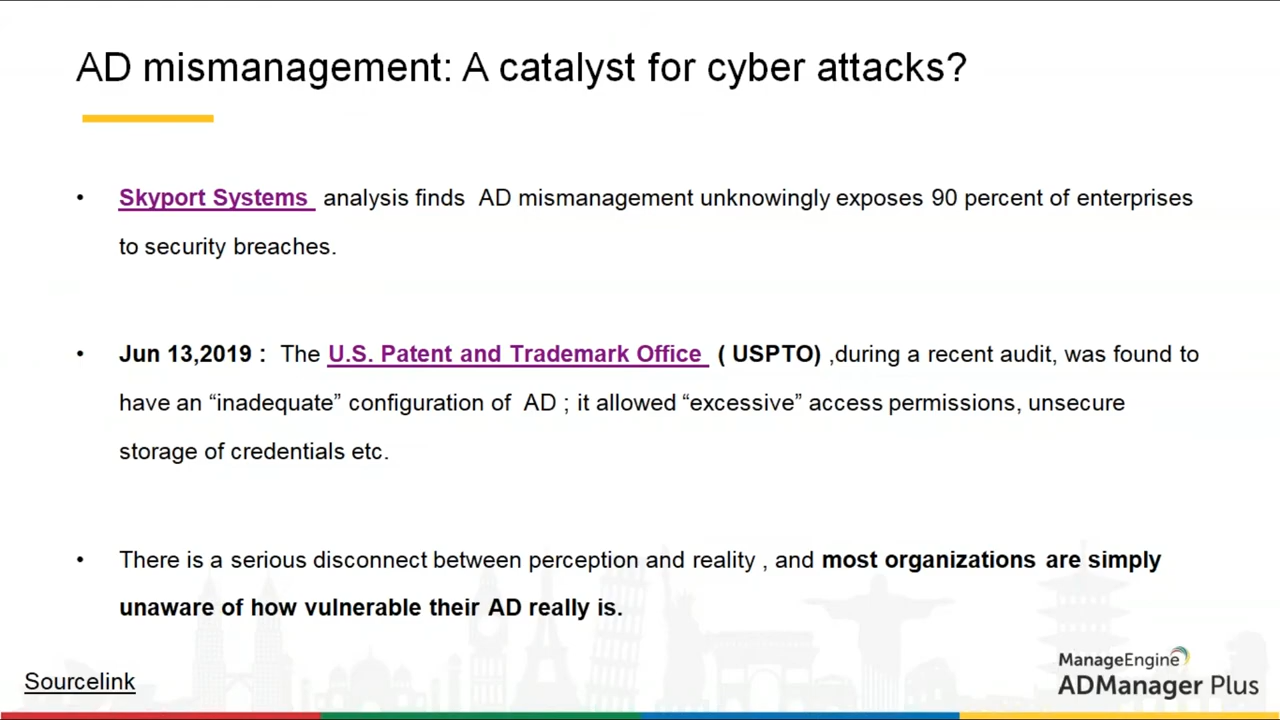 AD mismanagement: A catalyst for cyber attacks?
• Skyport Systems analysis finds AD mismanagement unknowingly exposes 90 percent of enterprises
to security breaches.
• Jun 13,2019 : The U.S. Patent and Trademark Office ( USPTO) ,during a recent audit, was found to
have an “inadequate” configuration of AD ; it allowed “excessive” access permissions, unsecure
storage of credentials etc.
• There is a serious disconnect between perception and reality , and most organizations are simply
unaware of how vulnerable their AD really is.
Sourcelink
ManageEngine
ADManager Plus